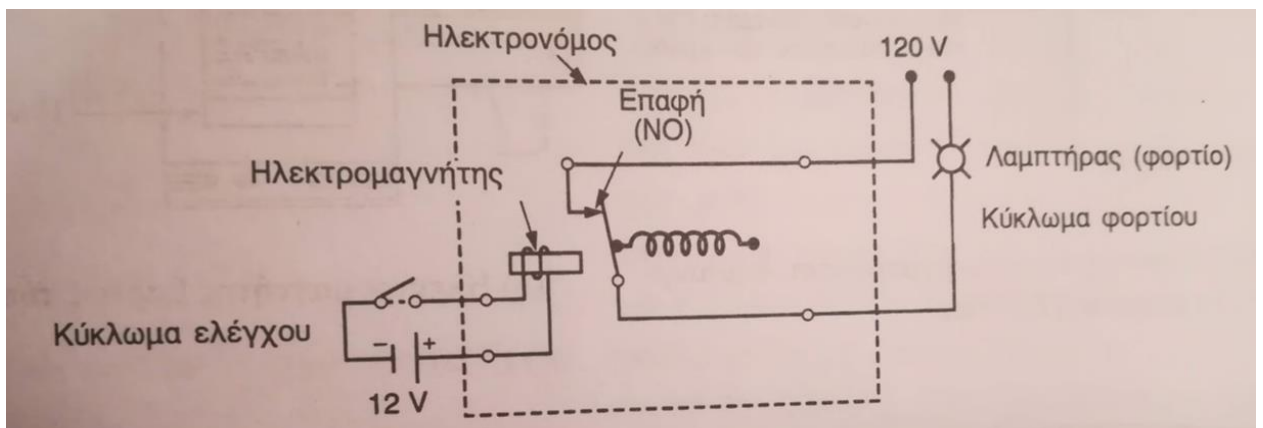 Ηλεκτρονόμος
120 V
Επαφή
(NO)
Ηλεκτρομαγνήτης
Λαμπτήρας (φορτίο)
Κύκλωμα φορτίου
Κύκλωμα ελέγχου
− +
12 V